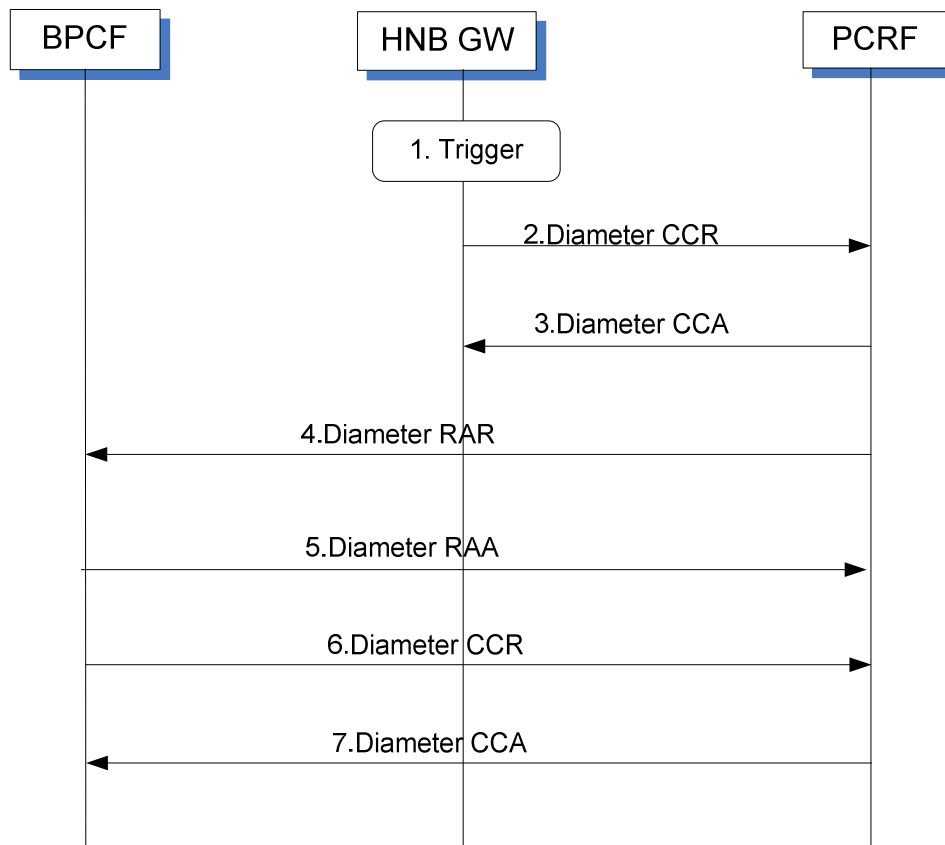 BPCF
HNB GW
PCRF
1. Trigger
2.Diameter CCR
3.Diameter CCA
4.Diameter RAR
5.Diameter RAA
6.Diameter CCR
7.Diameter CCA